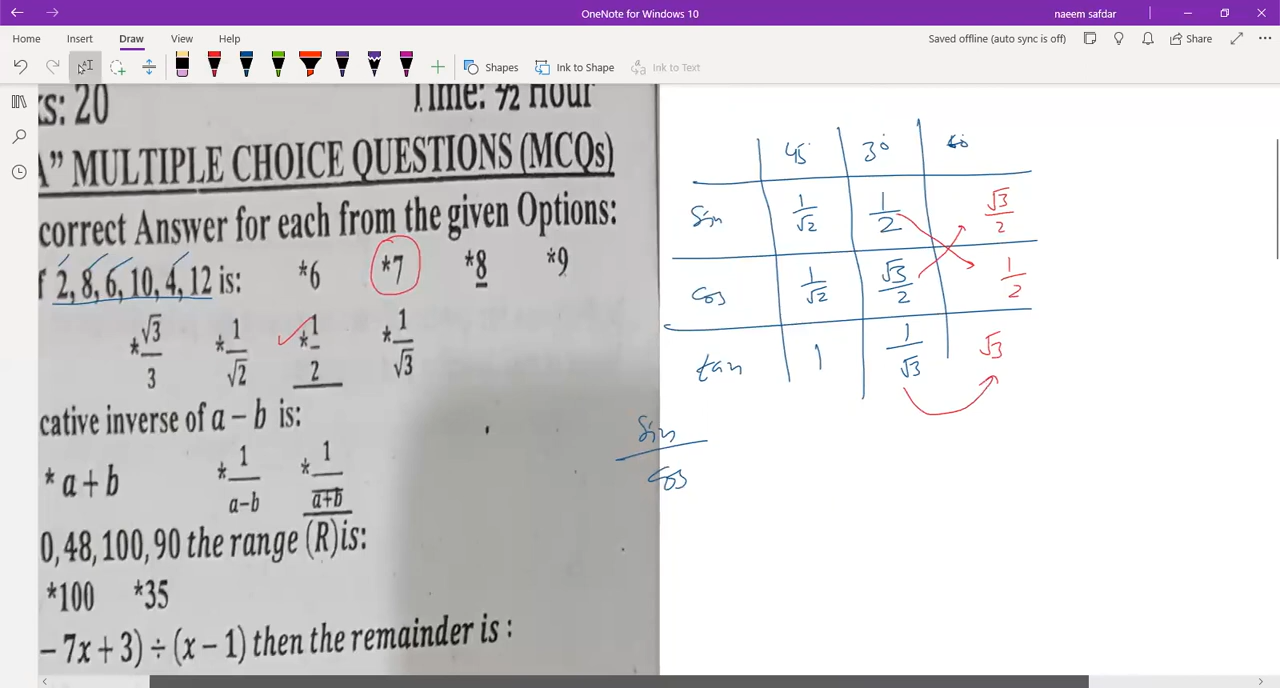 OneNote for Windows 10
naeem safdar
Home Insert Draw View Help
Saved offline (auto sync is off)
Share
Shapes
Ink to Shape
Ink to Text
s: 20
Time: ½ Hour
A” MULTIPLE CHOICE QUESTIONS (MCQs)
correct Answer for each from the given Options:
f 2, 8, 6, 10, 4, 12 is: *6 *7 *8 *9
* √3/3 * 1/√2 * 1/2 * 1/√3
cative inverse of a – b is:
* a + b * 1/a–b * 1/a+b
0, 48, 100, 90 the range (R) is:
*100 *35
– 7x + 3) ÷ (x – 1) then the remainder is :
45° 30° 60°
Sin 1/√2 1/2 √3/2
Cos 1/√2 √3/2 1/2
tan 1 1/√3 √3
Sin
Cos